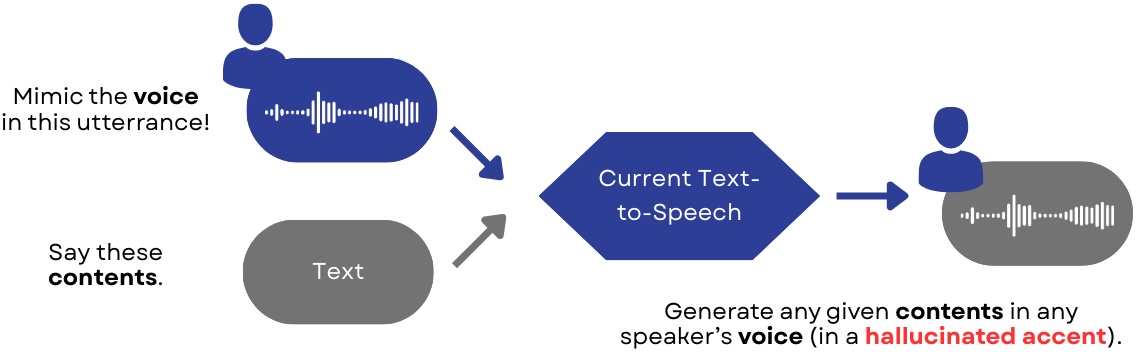 Mimic the voice
in this utterrance!
Say these
contents.
Text
Current Text-
to-Speech
Generate any given contents in any
speaker's voice (in a hallucinated accent).